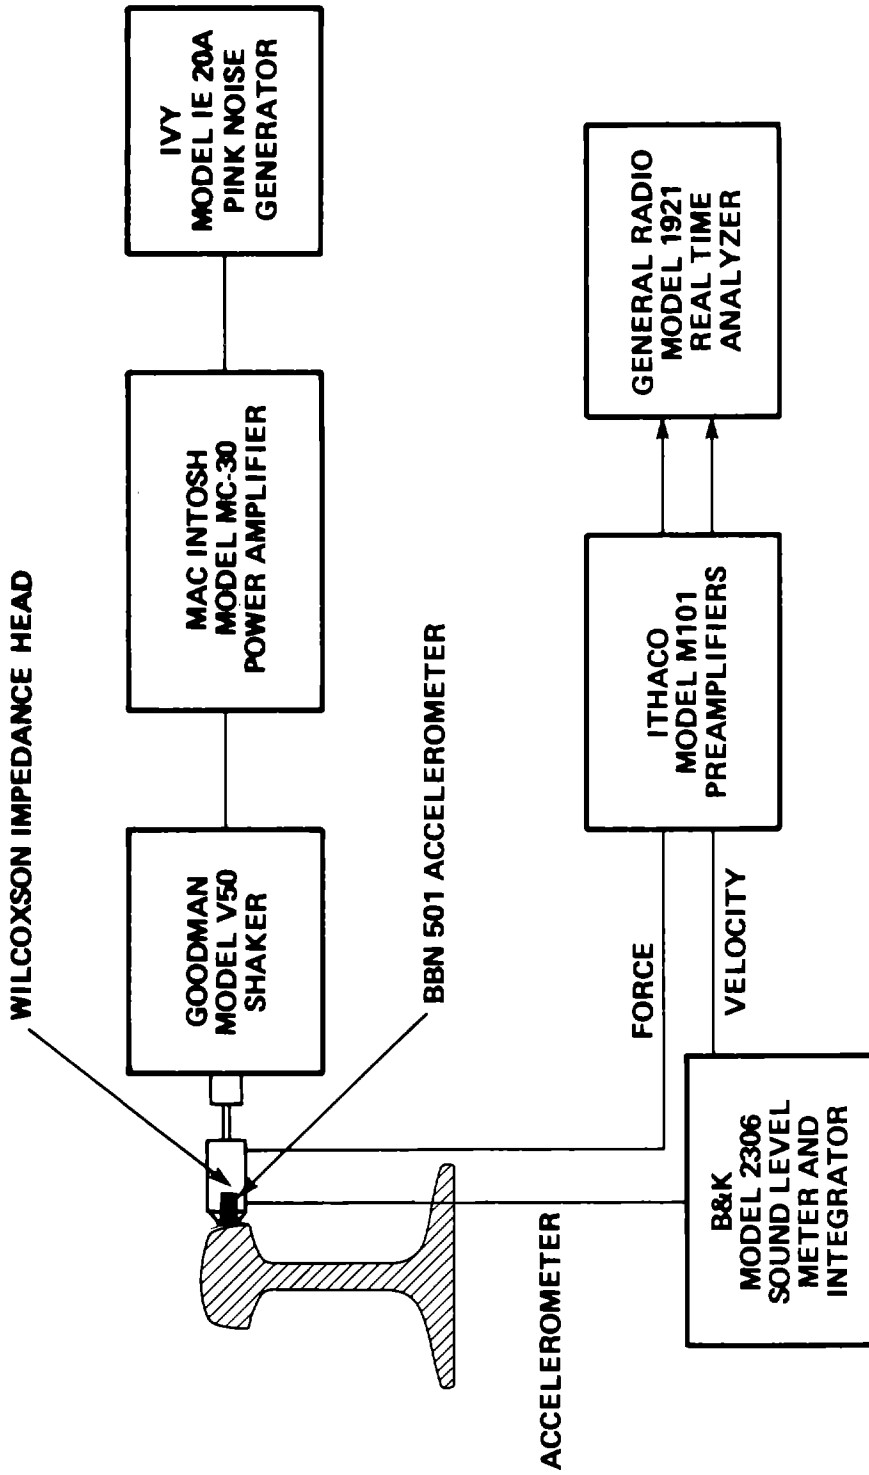 WILCOXSON IMPEDANCE HEAD
GOODMAN
MODEL V50
SHAKER
MAC INTOSH
MODEL MC-30
POWER AMPLIFIER
IVY
MODEL IE 20A
PINK NOISE
GENERATOR
BBN 501 ACCELEROMETER
ACCELEROMETER
FORCE
VELOCITY
B&K
MODEL 2306
SOUND LEVEL
METER AND
INTEGRATOR
ITHACO
MODEL M101
PREAMPLIFIERS
GENERAL RADIO
MODEL 1921
REAL TIME
ANALYZER